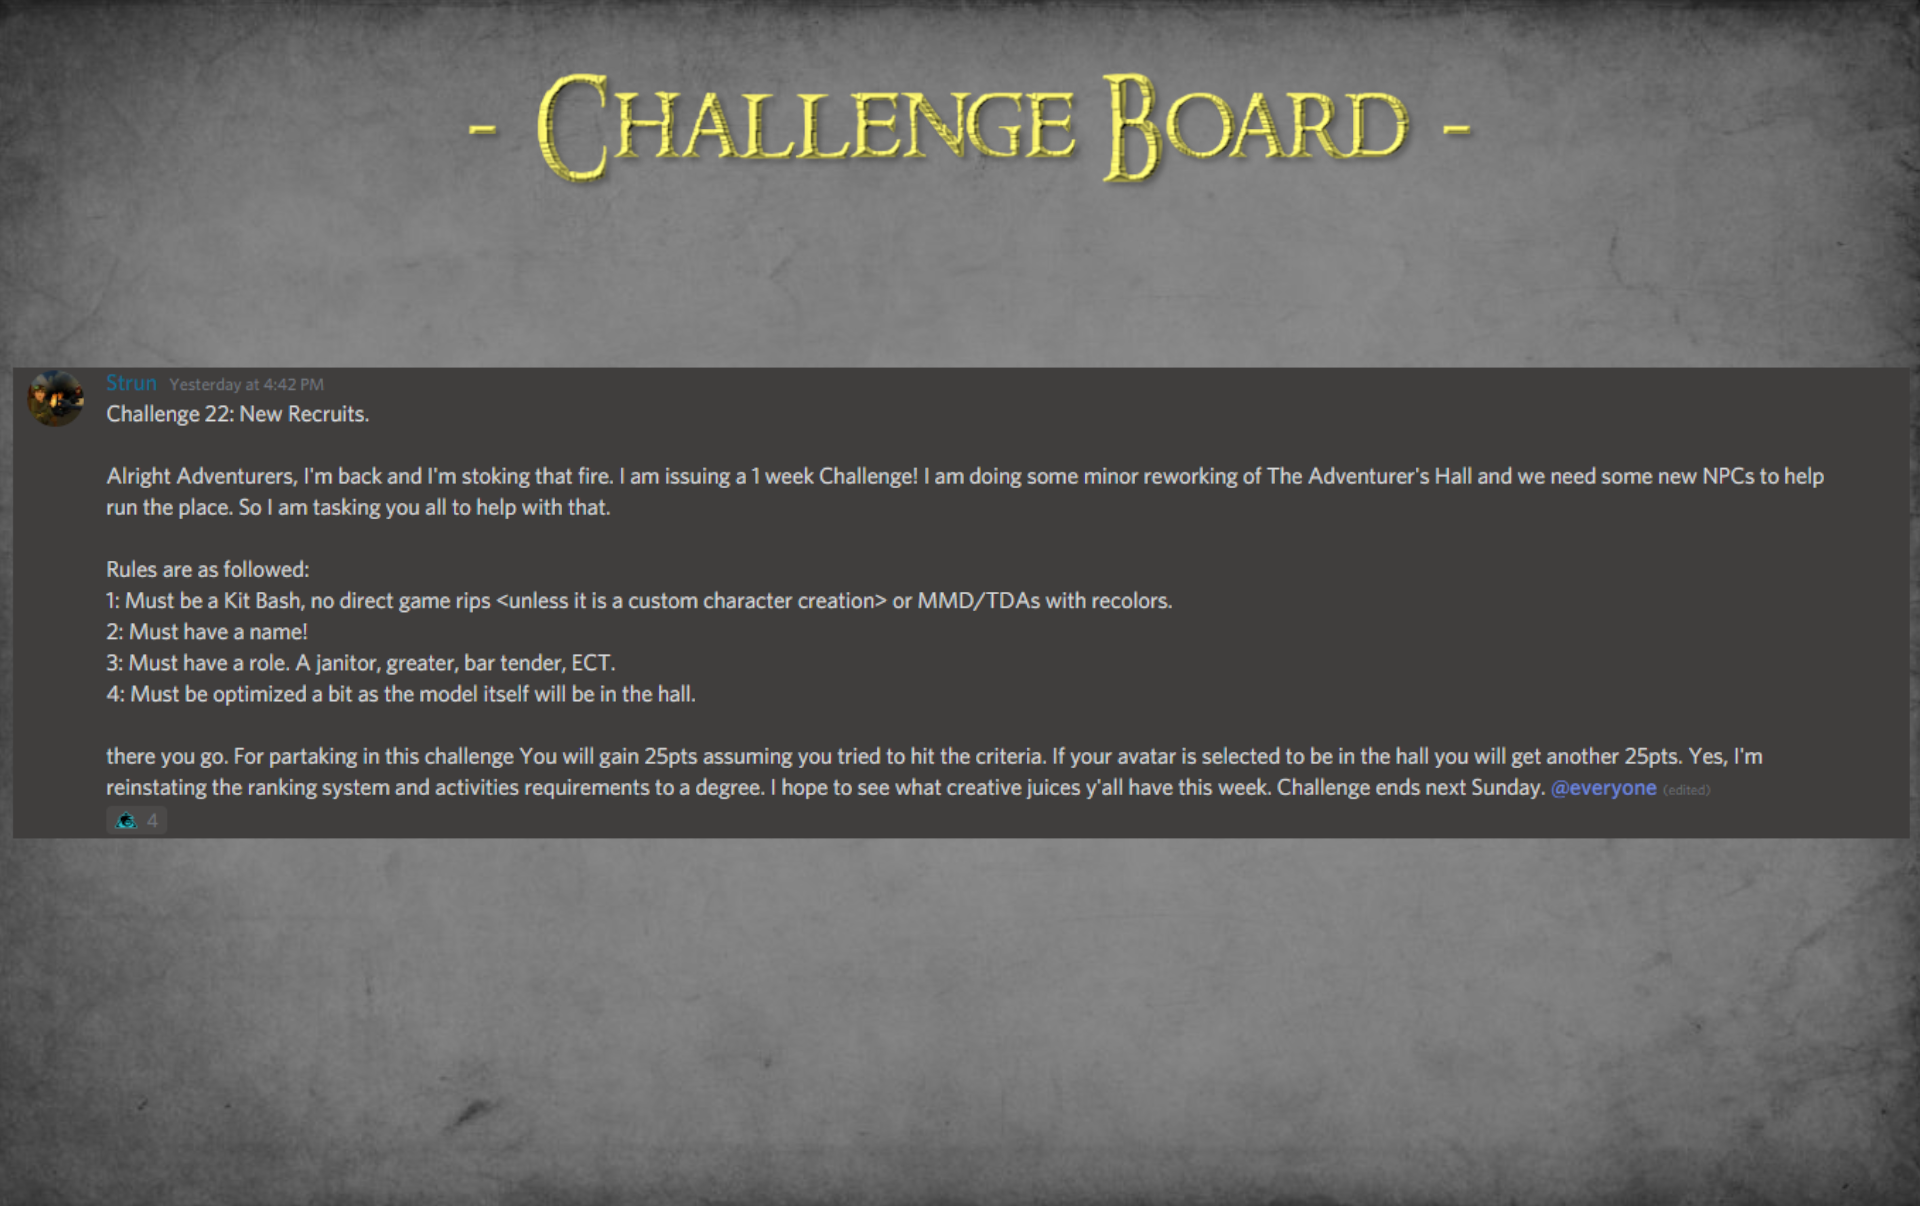 - Challenge Board -
Strun Yesterday at 4:42 PM
Challenge 22: New Recruits.
Alright Adventurers, I'm back and I'm stoking that fire. I am issuing a 1 week Challenge! I am doing some minor reworking of The Adventurer's Hall and we need some new NPCs to help
run the place. So I am tasking you all to help with that.
Rules are as followed:
1: Must be a Kit Bash, no direct game rips <unless it is a custom character creation> or MMD/TDAs with recolors.
2: Must have a name!
3: Must have a role. A janitor, greater, bar tender, ECT.
4: Must be optimized a bit as the model itself will be in the hall.
there you go. For partaking in this challenge You will gain 25pts assuming you tried to hit the criteria. If your avatar is selected to be in the hall you will get another 25pts. Yes, I'm
reinstating the ranking system and activities requirements to a degree. I hope to see what creative juices y'all have this week. Challenge ends next Sunday. @everyone (edited)
4